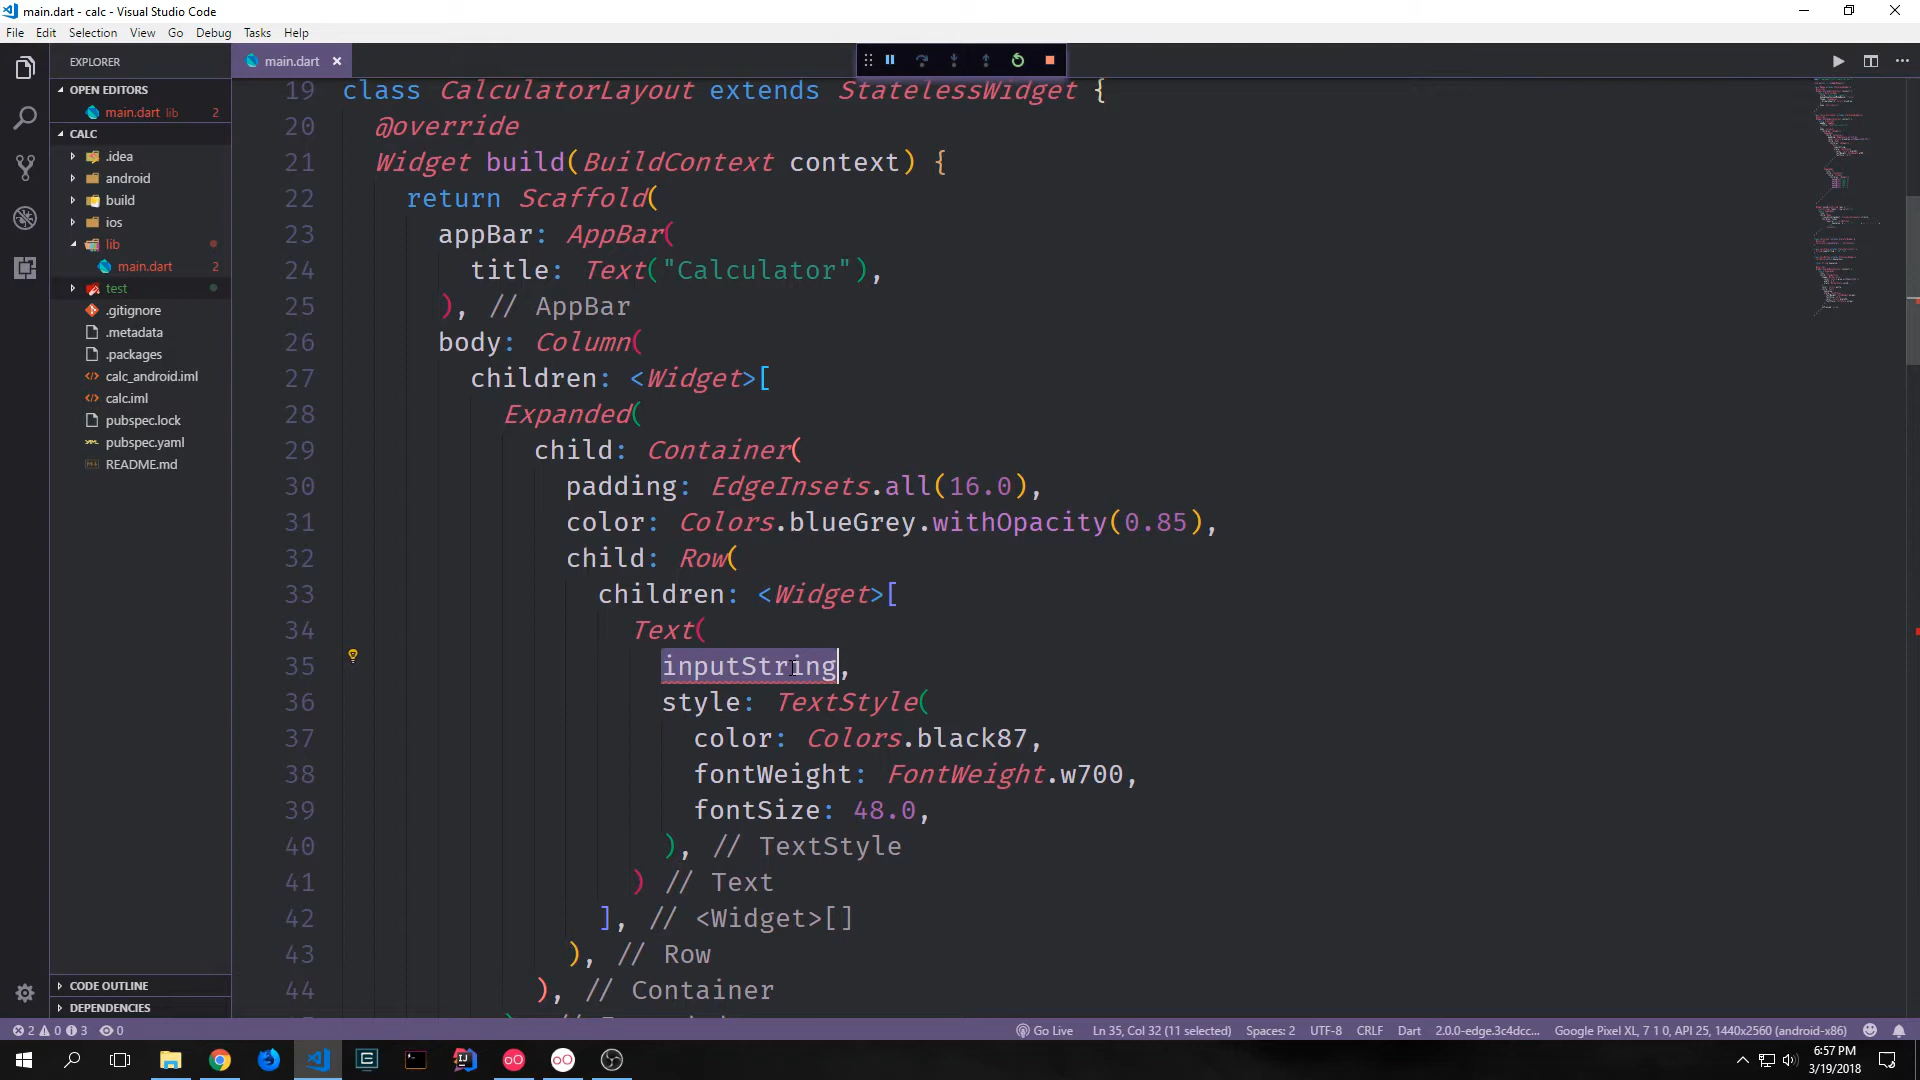 main.dart - calc - Visual Studio Code
File Edit Selection View Go Debug Tasks Help
EXPLORER
main.dart
OPEN EDITORS
main.dart lib 2
CALC
.idea
android
build
ios
lib
main.dart 2
test
.gitignore
.metadata
.packages
calc_android.iml
calc.iml
pubspec.lock
pubspec.yaml
README.md
CODE OUTLINE
DEPENDENCIES
19 class CalculatorLayout extends StatelessWidget {
20 @override
21 Widget build(BuildContext context) {
22 return Scaffold(
23 appBar: AppBar(
24 title: Text("Calculator"),
25 ), // AppBar
26 body: Column(
27 children: <Widget>[
28 Expanded(
29 child: Container(
30 padding: EdgeInsets.all(16.0),
31 color: Colors.blueGrey.withOpacity(0.85),
32 child: Row(
33 children: <Widget>[
34 Text(
35 inputString,
36 style: TextStyle(
37 color: Colors.black87,
38 fontWeight: FontWeight.w700,
39 fontSize: 48.0,
40 ), // TextStyle
41 ) // Text
42 ], // <Widget>[]
43 ), // Row
44 ), // Container
2 0 3 0 Go Live Ln 35, Col 32 (11 selected) Spaces: 2 UTF-8 CRLF Dart 2.0.0-edge.3c4dcc... Google Pixel XL, 7 1 0, API 25, 1440x2560 (android-x86)
6:57 PM
3/19/2018